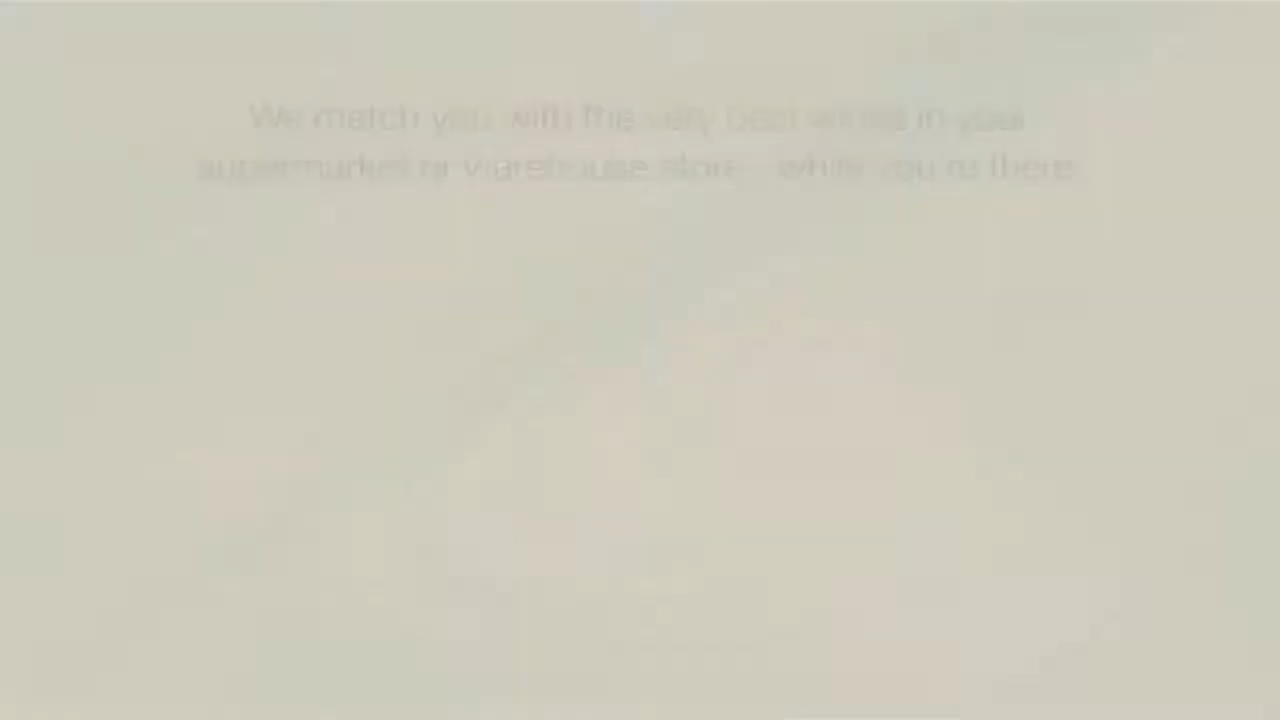 We match you with the very best wines in your
supermarket or warehouse store while you're there